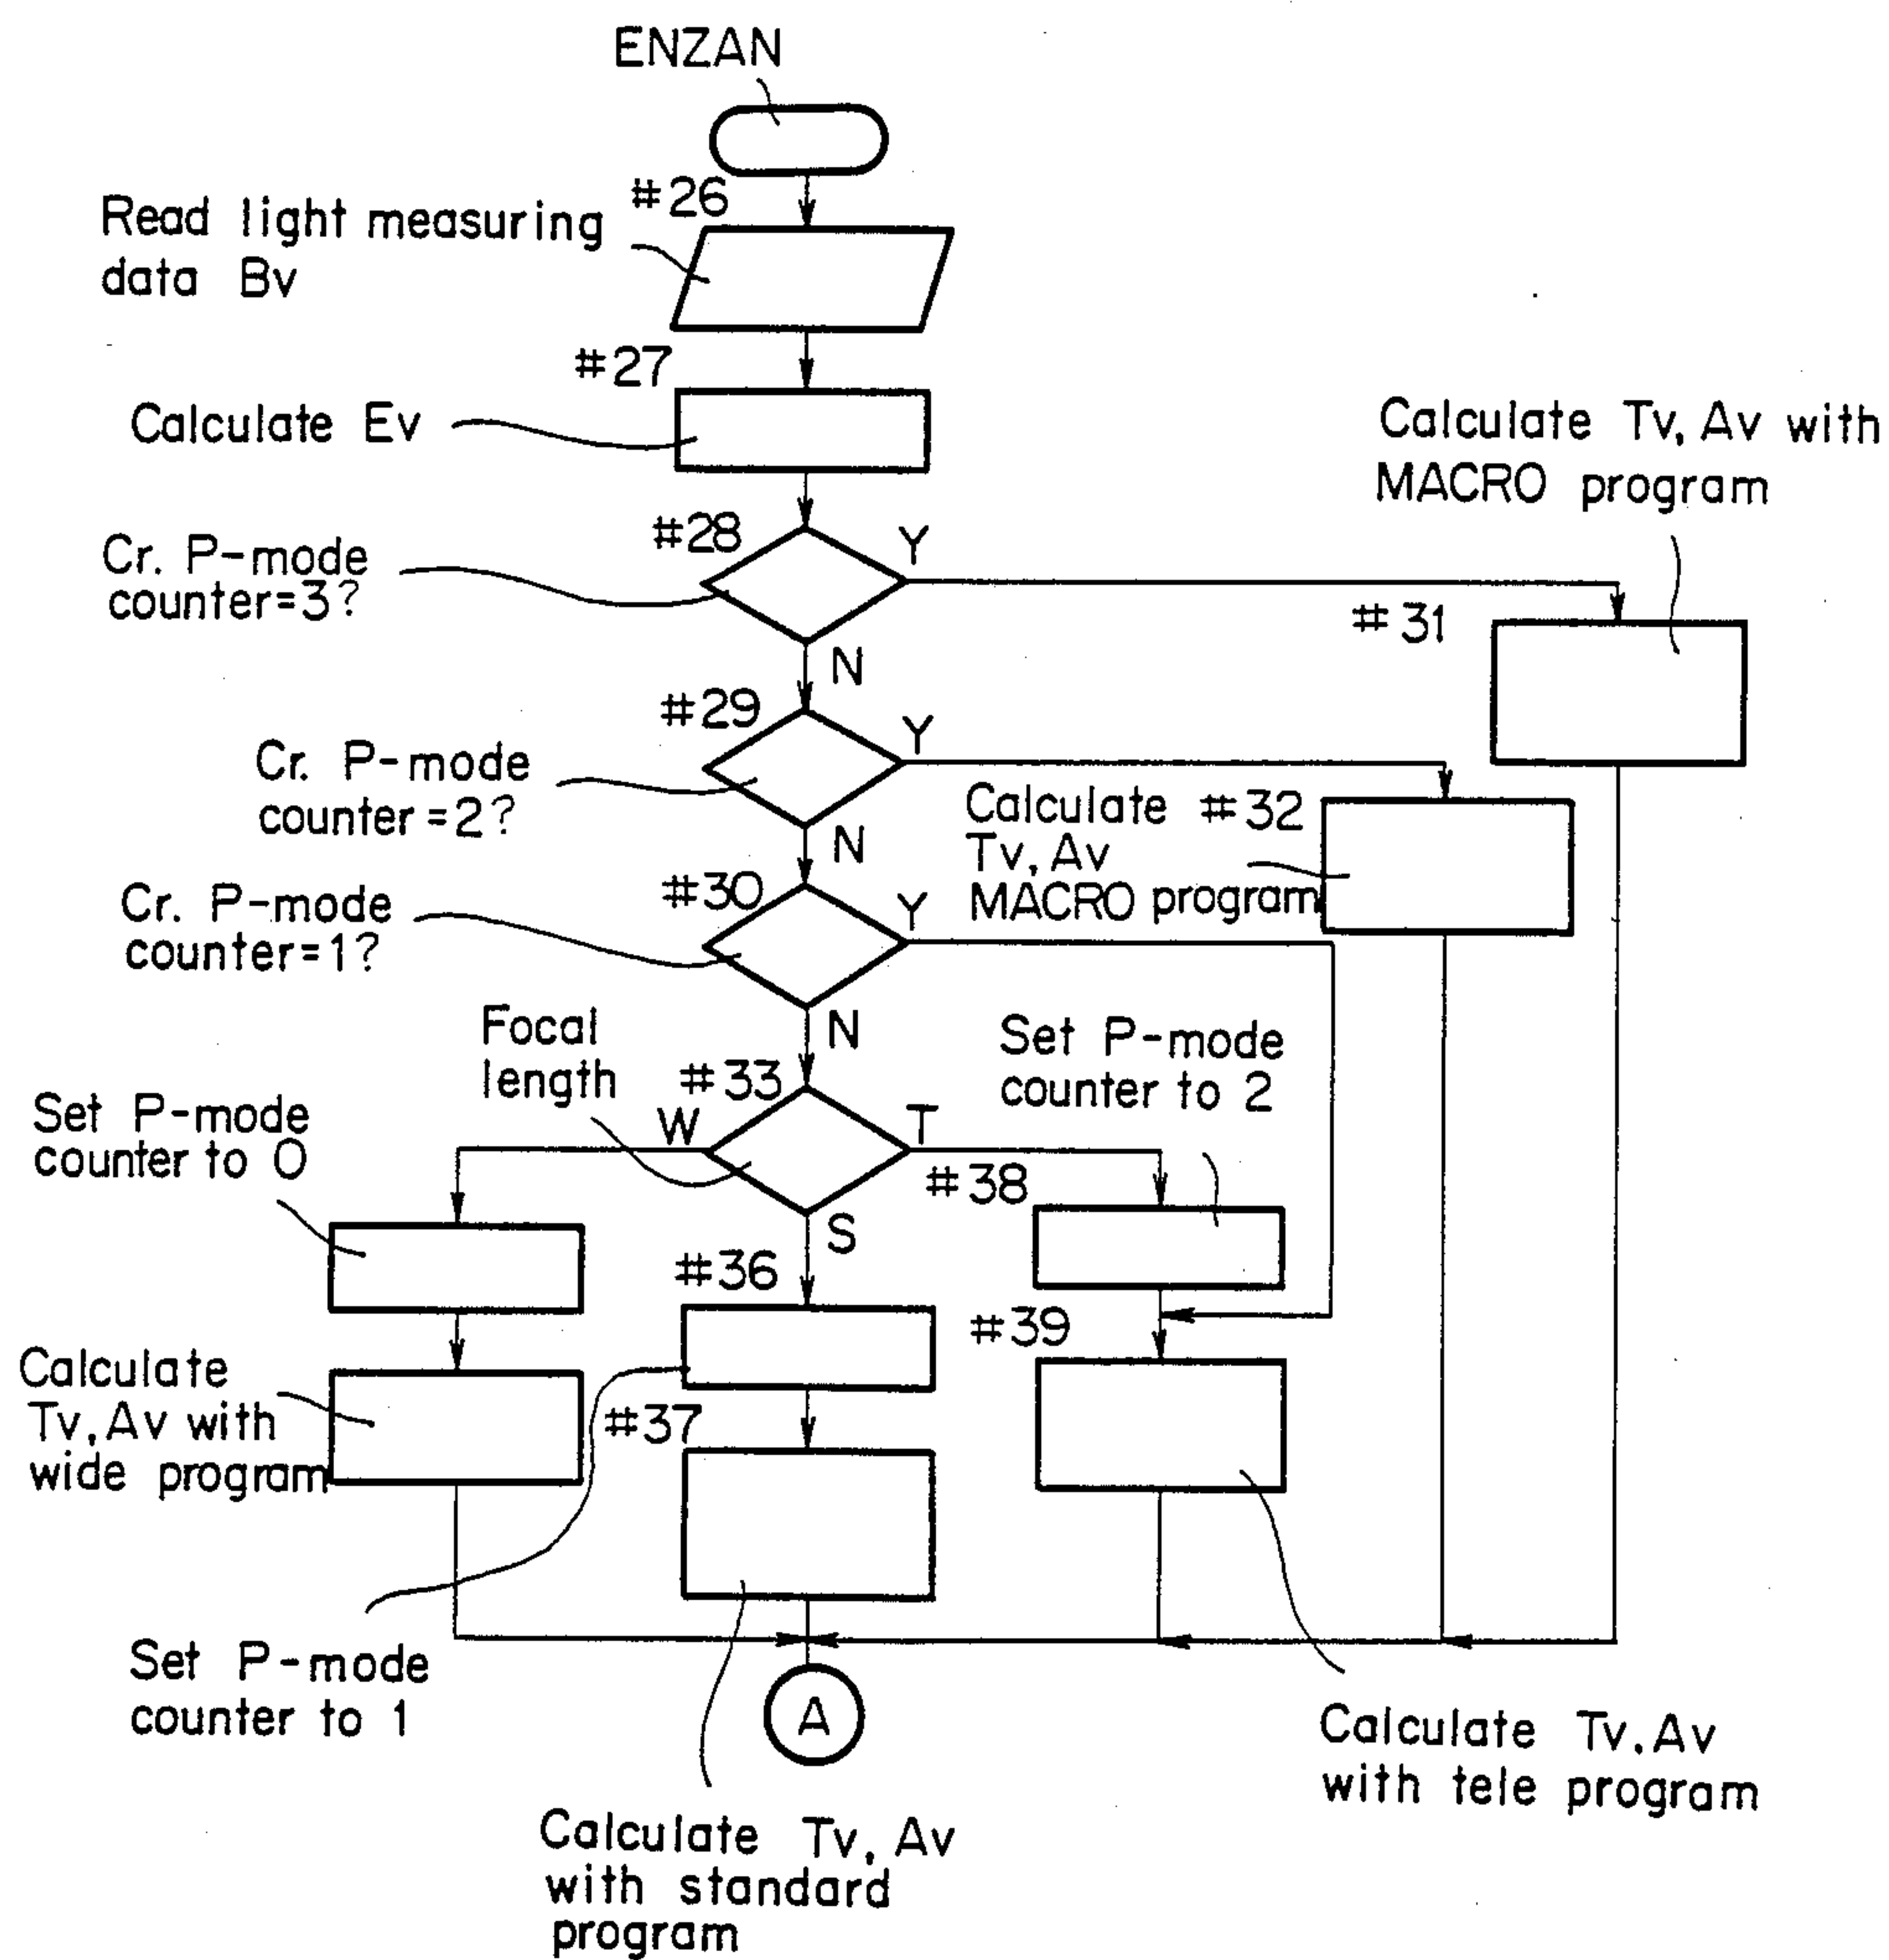 ENZAN
#26
Read light measuring
data Bv
#27
Calculate Ev
Calculate Tv, Av with
MACRO program
#28
Y
Cr. P-mode
counter=3?
#31
N
#29
Y
Cr. P-mode
counter=2?
Calculate #32
Tv, Av
MACRO program
N
#30
Y
Cr. P-mode
counter=1?
N
Focal
length
#33
Set P-mode
counter to 2
W
T
Set P-mode
counter to 0
#38
S
#36
#39
Calculate
Tv, Av with
wide program
#37
Set P-mode
counter to 1
A
Calculate Tv, Av
with tele program
Calculate Tv, Av
with standard
program